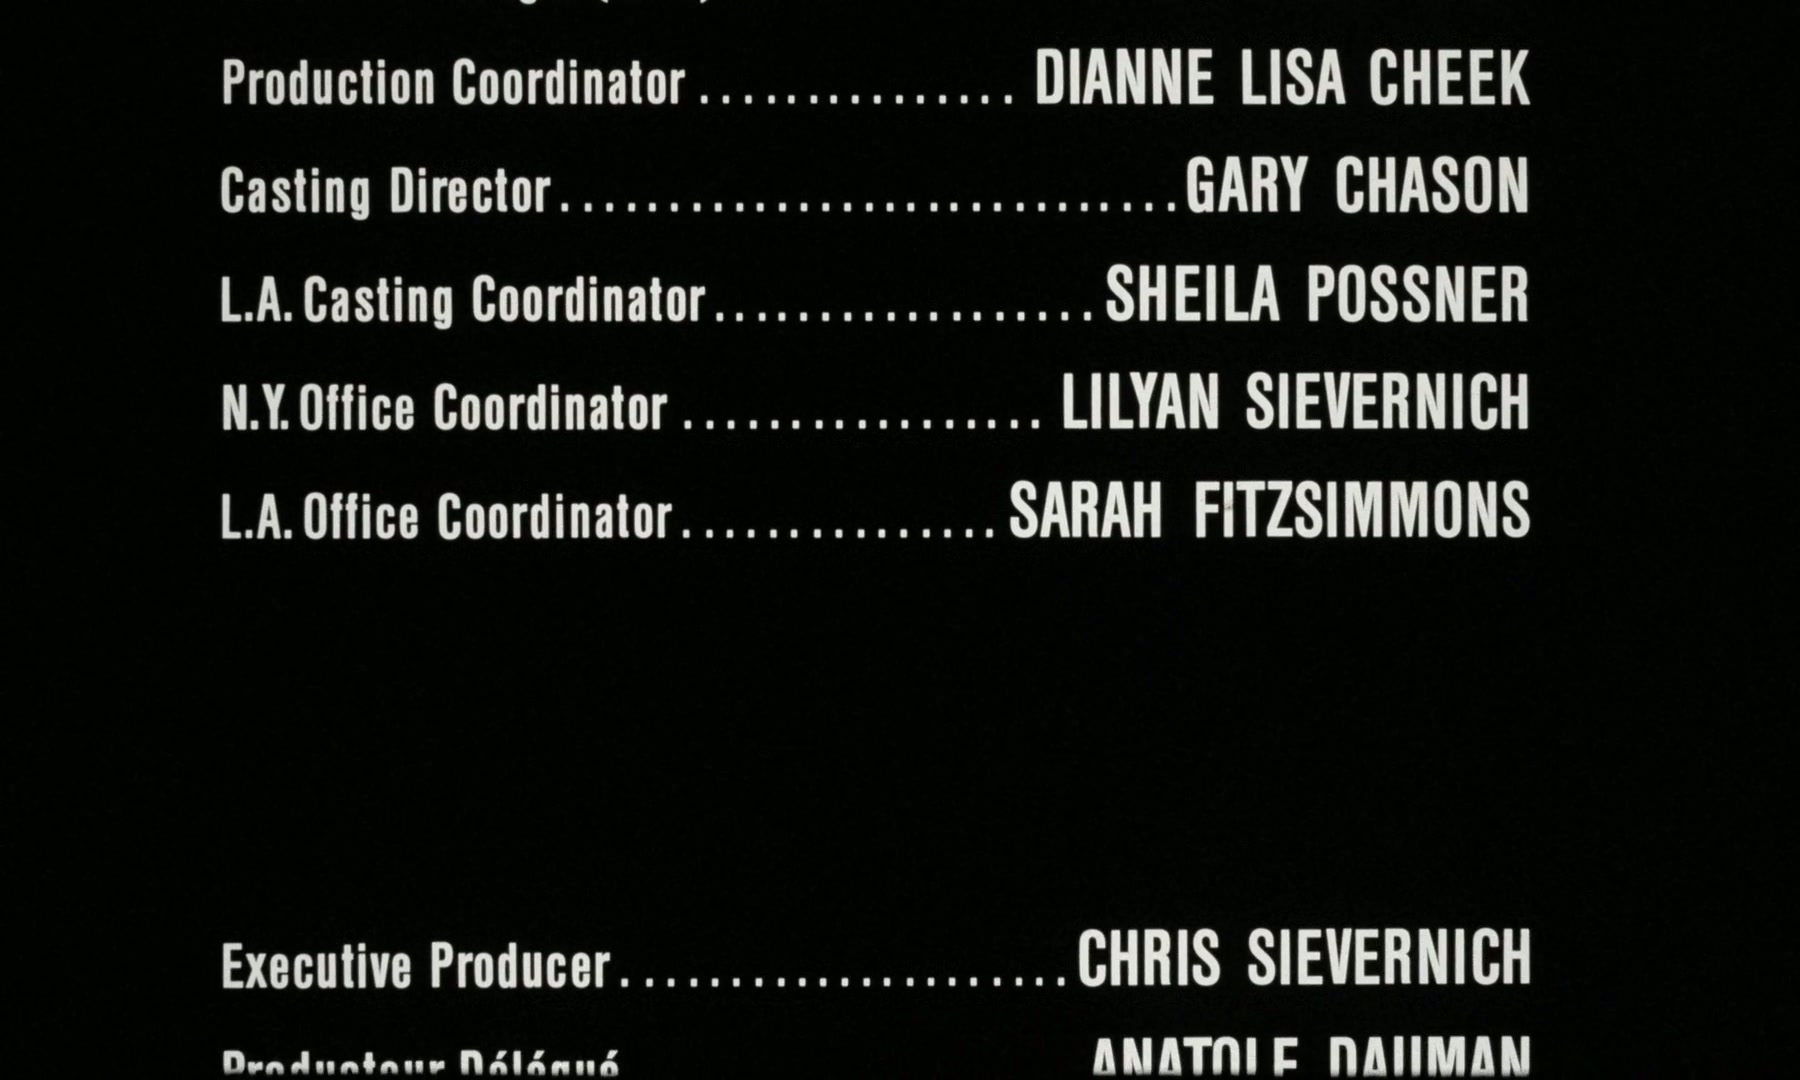 Production Coordinator............... DIANNE LISA CHEEK
Casting Director.............................GARY CHASON
L.A. Casting Coordinator..................SHEILA POSSNER
N.Y. Office Coordinator................. LILYAN SIEVERNICH
L.A. Office Coordinator...............SARAH FITZSIMMONS
Executive Producer.....................CHRIS SIEVERNICH
Producteur Délégué ANATOLE DAUMAN